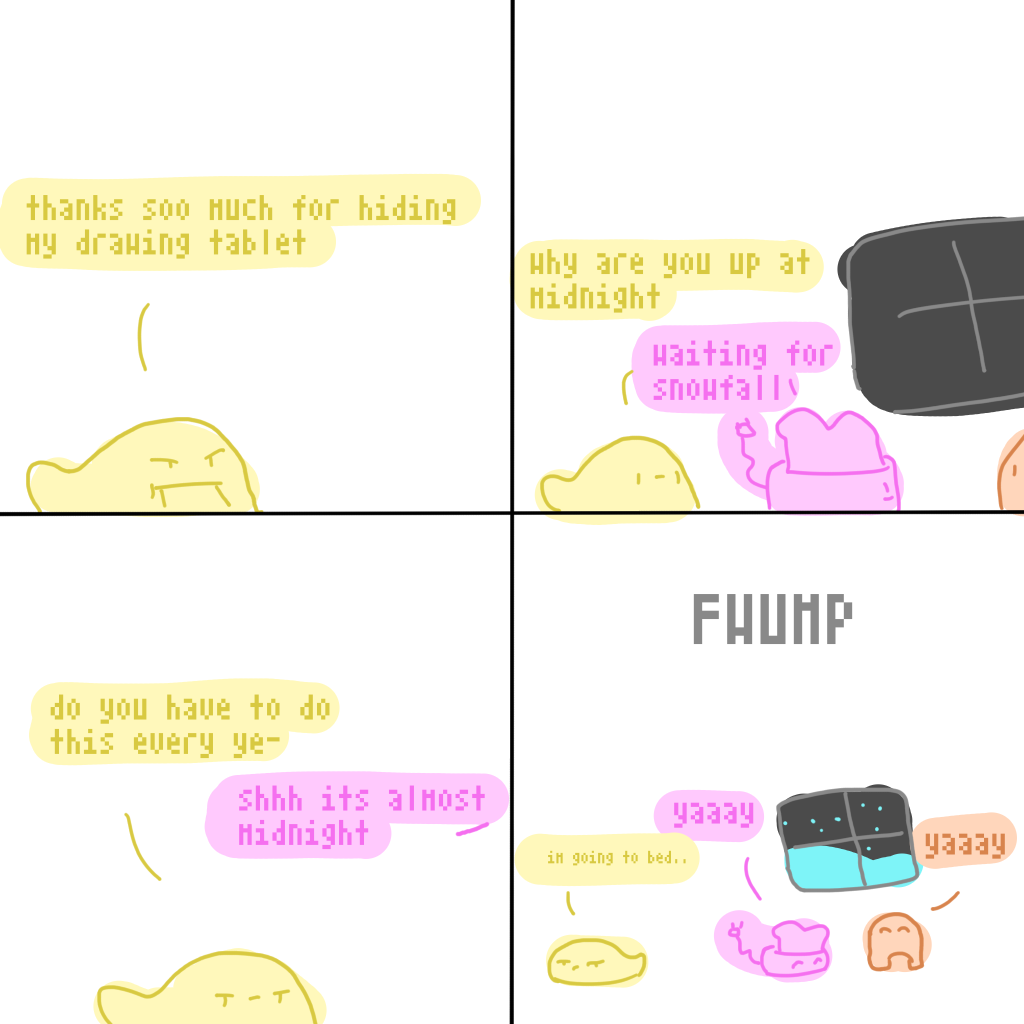 thanks soo much for hiding
my drawing tablet
why are you up at
midnight
waiting for
snowfall
do you have to do
this every ye-
shhh its almost
midnight
FWUMP
yaaay
im going to bed..
yaaay